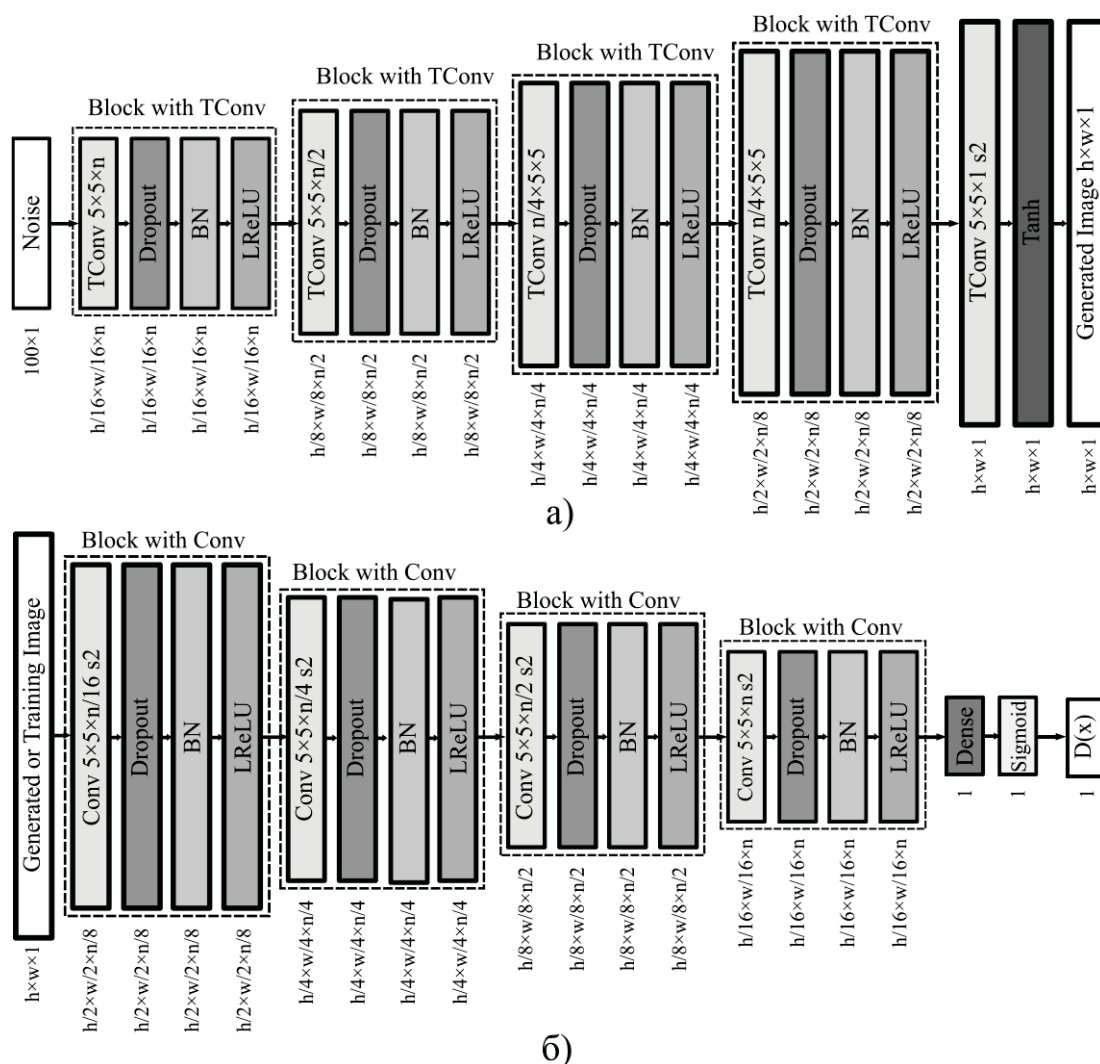 Block with TConv
Block with TConv
Block with TConv
Block with TConv
Noise
TConv 5×5×n
Dropout
BN
LReLU
TConv 5×5×n/2
Dropout
BN
LReLU
TConv n/4×5×5
Dropout
BN
LReLU
TConv n/4×5×5
Dropout
BN
LReLU
TConv 5×5×1 s2
Tanh
Generated Image h×w×1
100×1
h/16×w/16×n
h/16×w/16×n
h/16×w/16×n
h/16×w/16×n
h/8×w/8×n/2
h/8×w/8×n/2
h/8×w/8×n/2
h/8×w/8×n/2
h/4×w/4×n/4
h/4×w/4×n/4
h/4×w/4×n/4
h/4×w/4×n/4
h/2×w/2×n/8
h/2×w/2×n/8
h/2×w/2×n/8
h/2×w/2×n/8
h×w×1
h×w×1
h×w×1
а)
Block with Conv
Block with Conv
Block with Conv
Block with Conv
Generated or Training Image
Conv 5×5×n/16 s2
Dropout
BN
LReLU
Conv 5×5×n/4 s2
Dropout
BN
LReLU
Conv 5×5×n/2 s2
Dropout
BN
LReLU
Conv 5×5×n s2
Dropout
BN
LReLU
Dense
Sigmoid
D(x)
h×w×1
h/2×w/2×n/8
h/2×w/2×n/8
h/2×w/2×n/8
h/2×w/2×n/8
h/4×w/4×n/4
h/4×w/4×n/4
h/4×w/4×n/4
h/4×w/4×n/4
h/8×w/8×n/2
h/8×w/8×n/2
h/8×w/8×n/2
h/8×w/8×n/2
h/16×w/16×n
h/16×w/16×n
h/16×w/16×n
h/16×w/16×n
1
1
1
б)